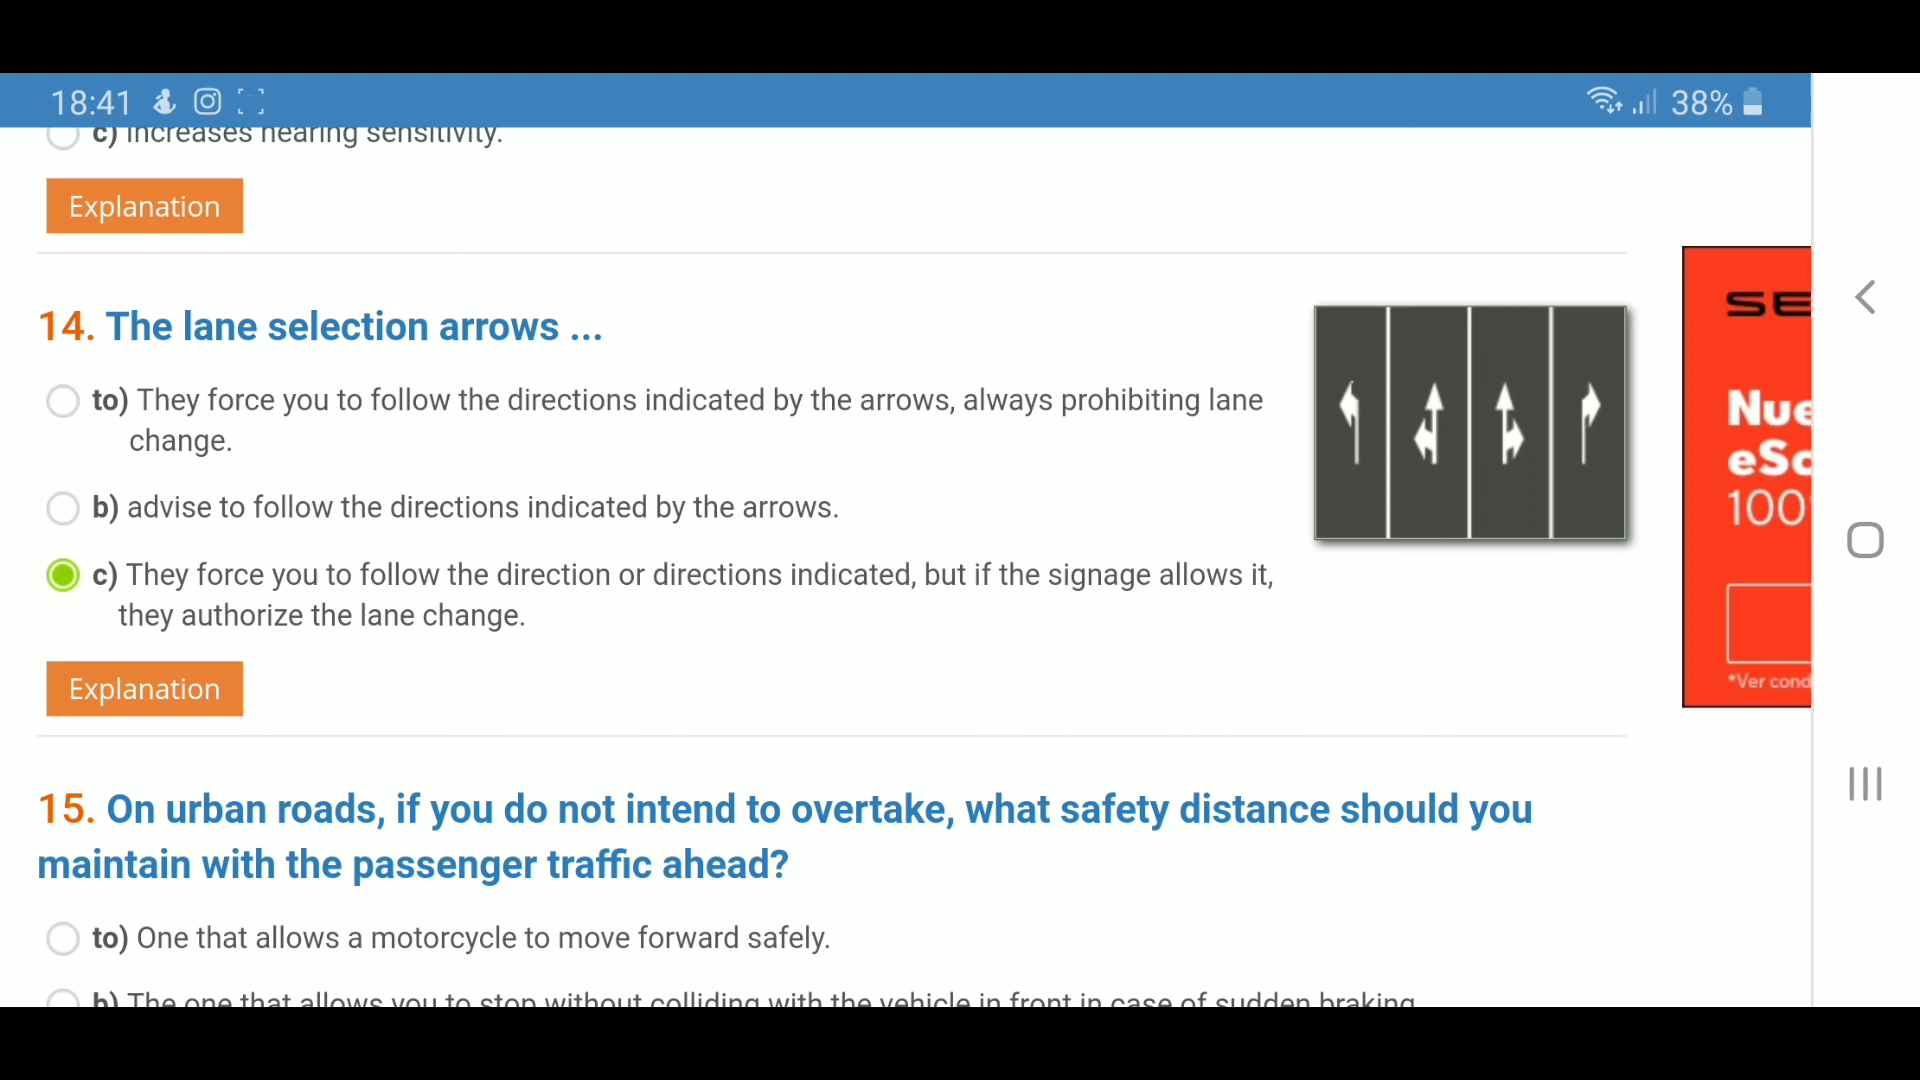 18:41
38%
c) increases hearing sensitivity.
Explanation
14. The lane selection arrows ...
to) They force you to follow the directions indicated by the arrows, always prohibiting lane
change.
b) advise to follow the directions indicated by the arrows.
c) They force you to follow the direction or directions indicated, but if the signage allows it,
they authorize the lane change.
Explanation
SE
Nue
eSc
100
*Ver cond
15. On urban roads, if you do not intend to overtake, what safety distance should you
maintain with the passenger traffic ahead?
to) One that allows a motorcycle to move forward safely.
b) The one that allows you to stop without colliding with the vehicle in front in case of sudden braking